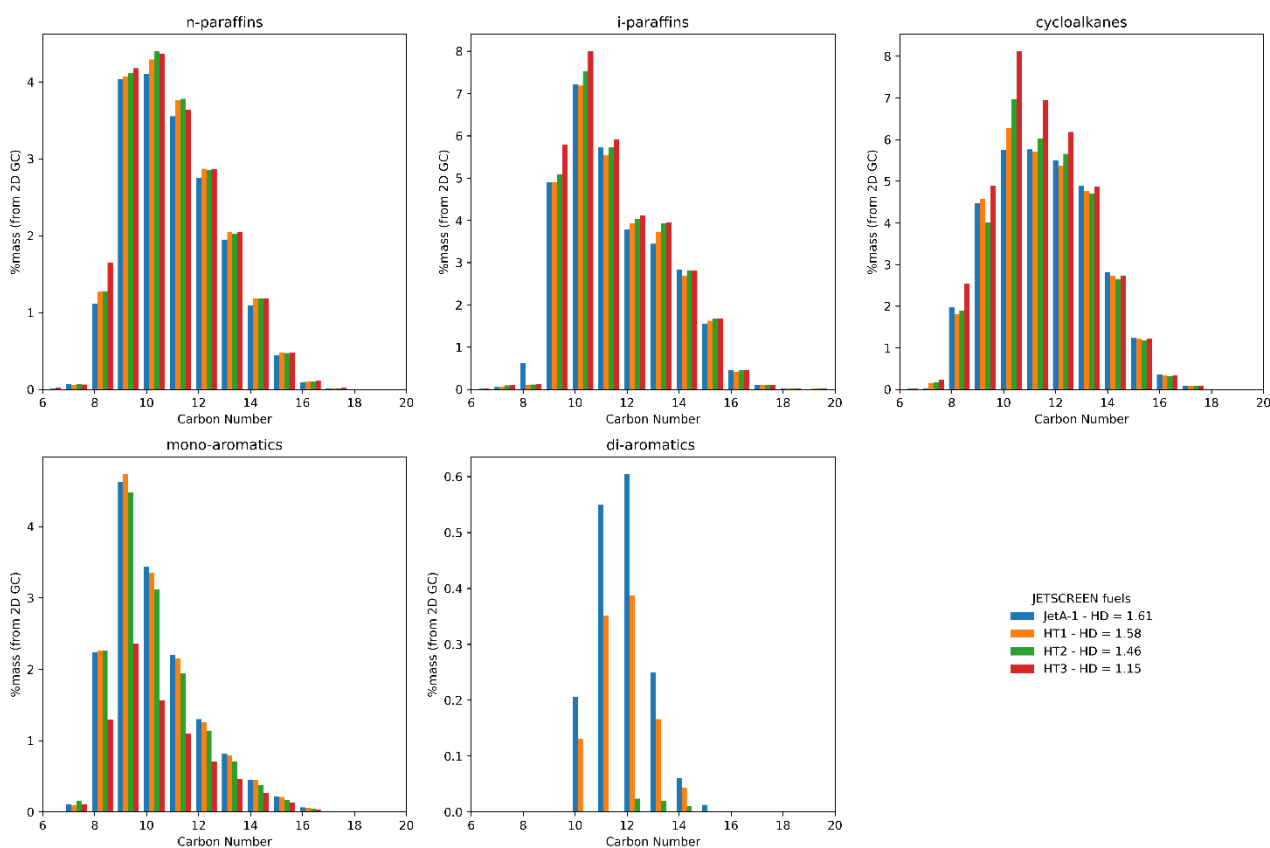 n-paraffins
i-paraffins
cycloalkanes
%mass (from 2D GC)
4
3
2
1
0
6 8 10 12 14 16 18 20
Carbon Number
%mass (from 2D GC)
8
7
6
5
4
3
2
1
0
6 8 10 12 14 16 18 20
Carbon Number
%mass (from 2D GC)
8
7
6
5
4
3
2
1
0
6 8 10 12 14 16 18 20
Carbon Number
mono-aromatics
di-aromatics
%mass (from 2D GC)
4
3
2
1
0
6 8 10 12 14 16 18 20
Carbon Number
%mass (from 2D GC)
0.6
0.5
0.4
0.3
0.2
0.1
0.0
6 8 10 12 14 16 18 20
Carbon Number
JETSCREEN fuels
JetA-1 - HD = 1.61
HT1 - HD = 1.58
HT2 - HD = 1.46
HT3 - HD = 1.15